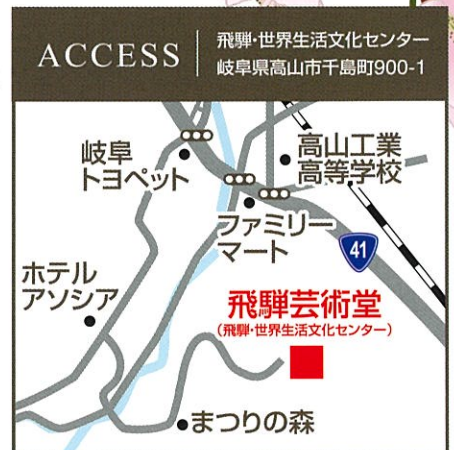 ACCESS
飛騨・世界生活文化センター
岐阜県高山市千島町900-1
岐阜
トヨペット
高山工業
高等学校
ファミリー
マート
41
ホテル
アソシア
飛騨芸術堂
（飛騨・世界生活文化センター）
まつりの森